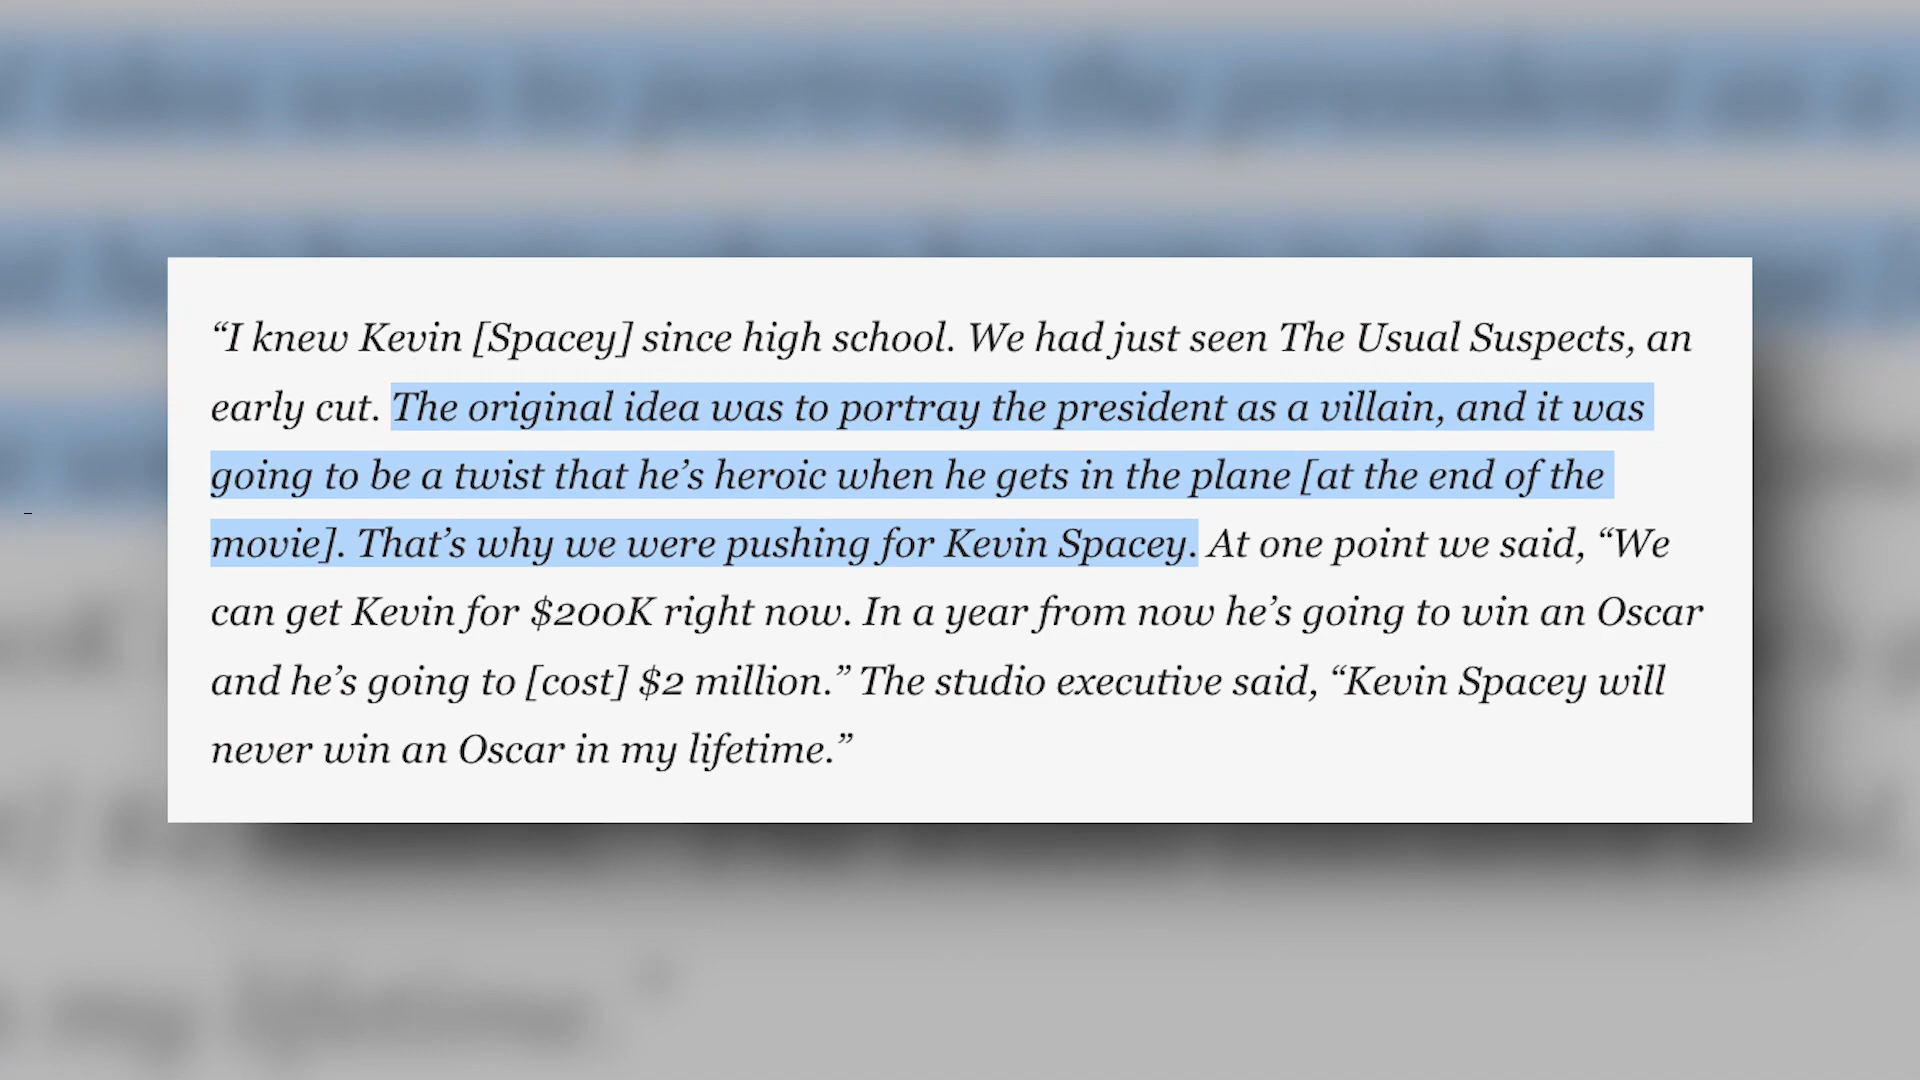 “I knew Kevin [Spacey] since high school. We had just seen The Usual Suspects, an
early cut. The original idea was to portray the president as a villain, and it was
going to be a twist that he’s heroic when he gets in the plane [at the end of the
movie]. That’s why we were pushing for Kevin Spacey. At one point we said, “We
can get Kevin for $200K right now. In a year from now he’s going to win an Oscar
and he’s going to [cost] $2 million.” The studio executive said, “Kevin Spacey will
never win an Oscar in my lifetime.”